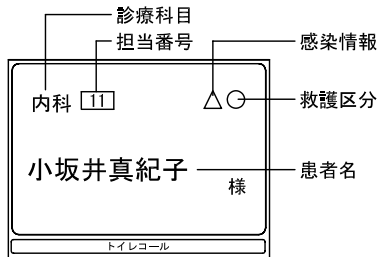 診療科目
担当番号
感染情報
内科 11 △○
救護区分
小坂井真紀子
患者名
様
トイレコール